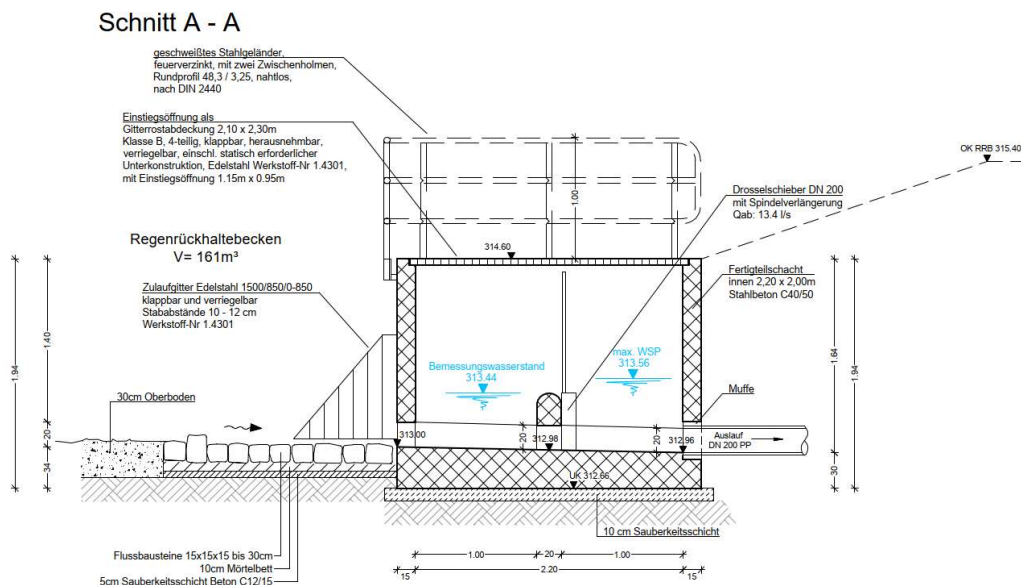 Schnitt A - A
geschweißtes Stahlgeländer,
feuerverzinkt, mit zwei Zwischenholmen,
Rundprofil 48,3 / 3,25, nahtlos,
nach DIN 2440
Einstiegsöffnung als
Gitterrostabdeckung 2,10 x 2,30m
Klasse B, 4-teilig, klappbar, herausnehmbar,
verriegelbar, einschl. statisch erforderlicher
Unterkonstruktion, Edelstahl Werkstoff-Nr 1.4301,
mit Einstiegsöffnung 1.15m x 0.95m
OK RRB 315.40
1.00
Drosselschieber DN 200
mit Spindelverlängerung
Qab: 13.4 l/s
Regenrückhaltebecken
V= 161m³
314.60
Fertigteilschacht
innen 2,20 x 2,00m
Stahlbeton C40/50
Zulaufgitter Edelstahl 1500/850/0-850
klappbar und verriegelbar
Stababstände 10 - 12 cm
Werkstoff-Nr 1.4301
1.94
1.40
20
34
Bemessungswasserstand
313.44
max. WSP
313.56
1.64
1.94
30
30cm Oberboden
Muffe
313.00
20
312.98
20
312.96
Auslauf
DN 200 PP
UK 312.66
10 cm Sauberkeitsschicht
Flussbausteine 15x15x15 bis 30cm
10cm Mörtelbett
5cm Sauberkeitsschicht Beton C12/15
1.00
20
1.00
15
2.20
15